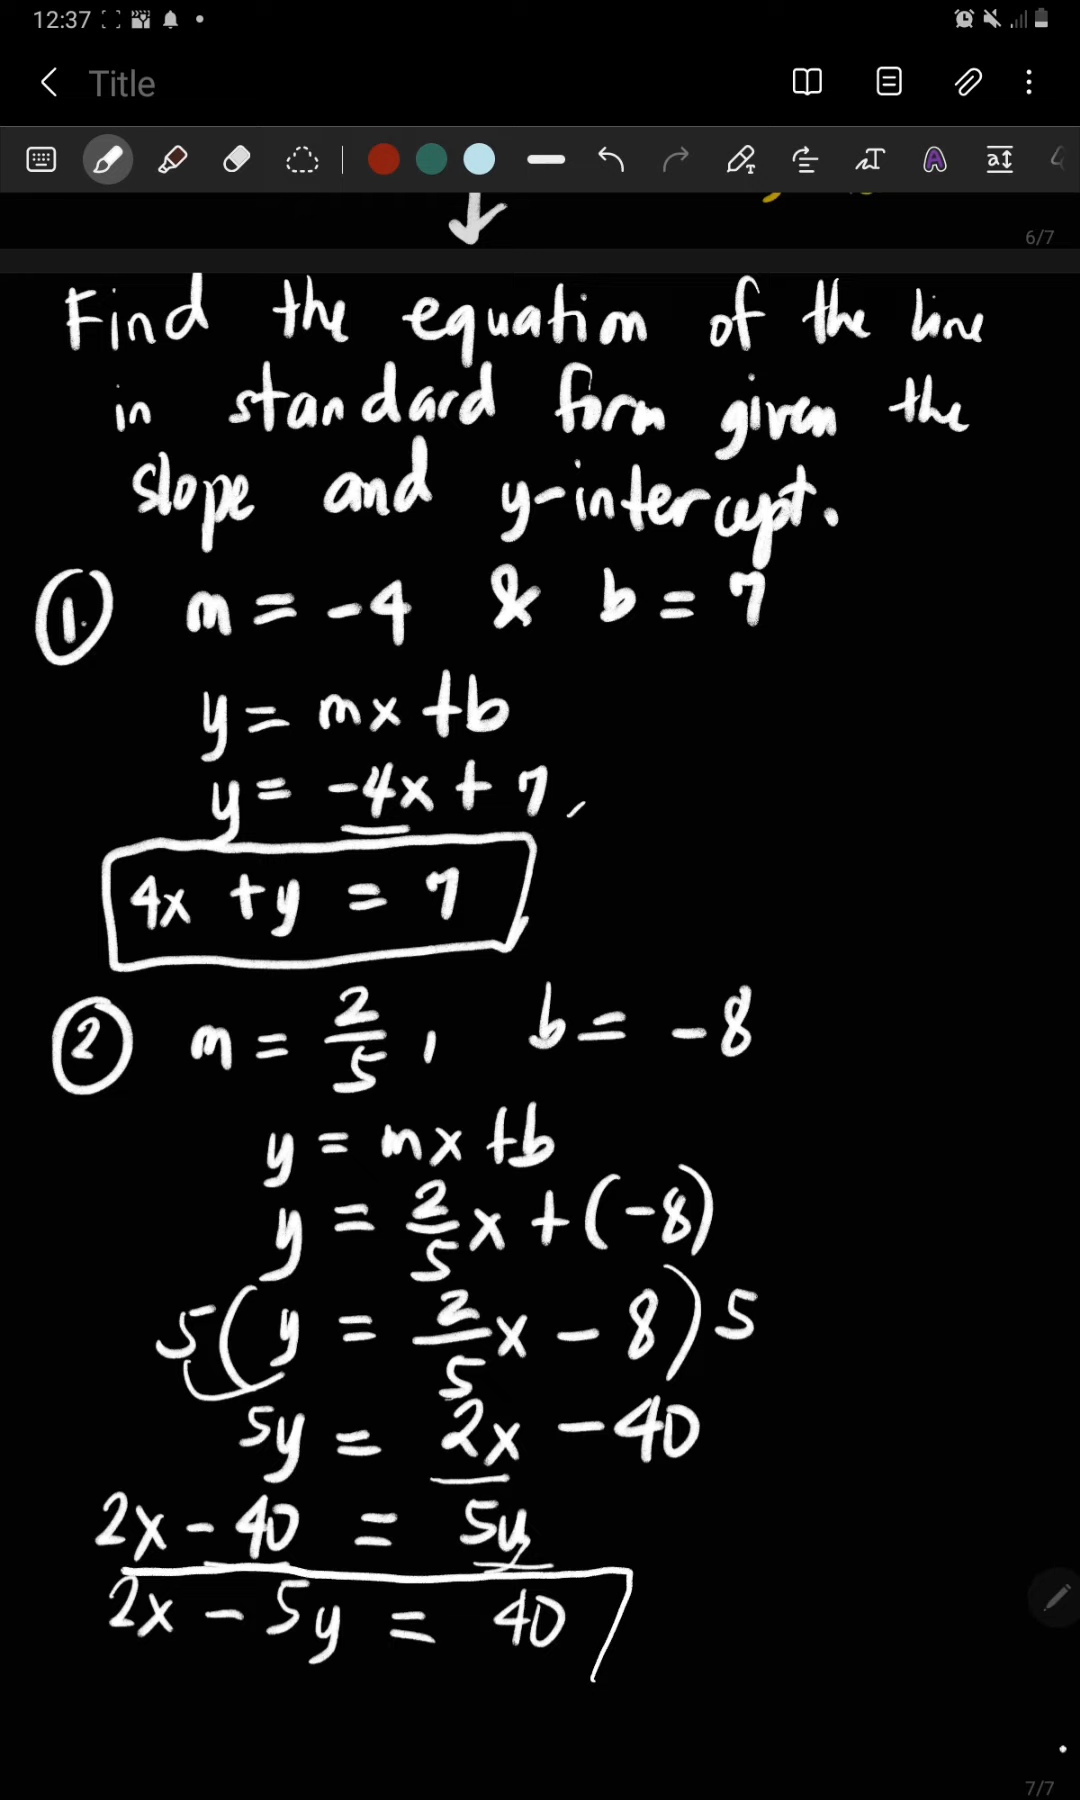 12:37
Title
6/7
Find the equation of the line
in standard form given the
slope and y-intercept.
1. m = -4 & b = 7
y = mx + b
y = -4x + 7
4x + y = 7
2 m = 2/5, b = -8
y = mx + b
y = 2/5x + (-8)
5(y = 2/5x - 8)5
5y = 2x - 40
2x - 40 = 5y
2x - 5y = 40
7/7